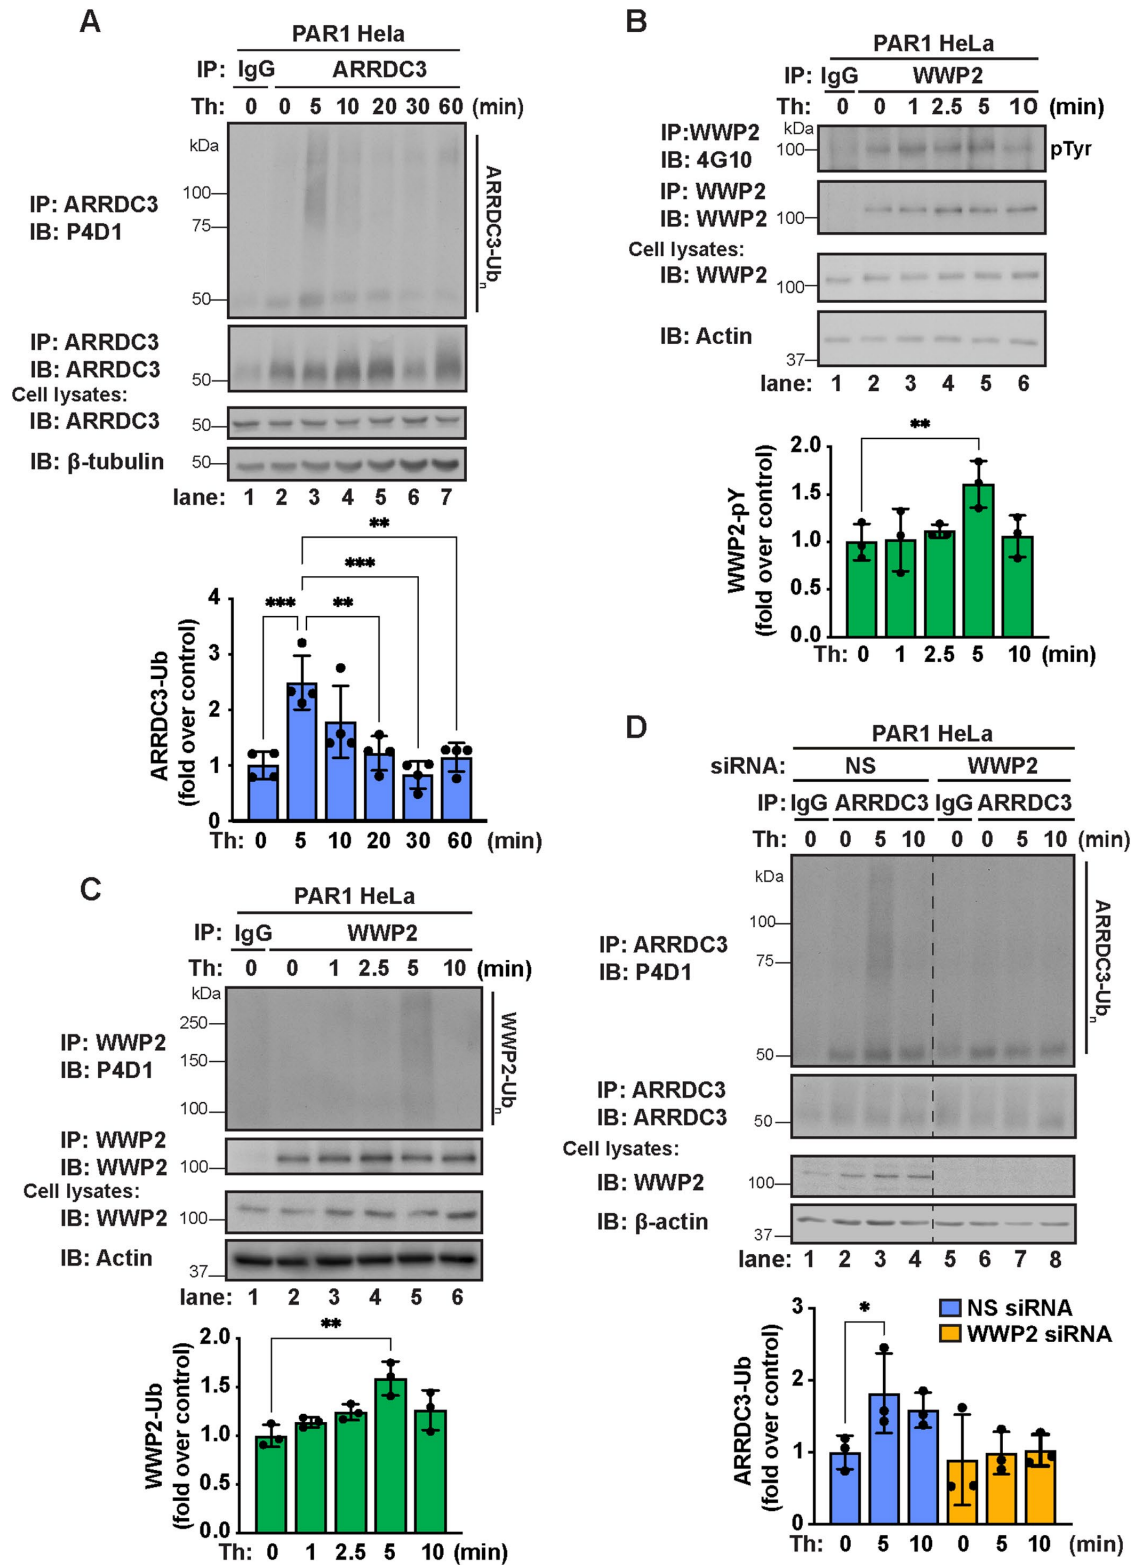 A
PAR1 Hela
IP: IgG ARRDC3
Th: 0 0 5 10 20 30 60 (min)
kDa
100
75
50
IP: ARRDC3
IB: P4D1
ARRDC3-Ubn
IP: ARRDC3
IB: ARRDC3
50
Cell lysates:
IB: ARRDC3
50
IB: β-tubulin
50
lane: 1 2 3 4 5 6 7
**
***
*** **
ARRDC3-Ub
(fold over control)
4
3
2
1
0
Th: 0 5 10 20 30 60 (min)
B
PAR1 HeLa
IP: IgG WWP2
Th: 0 0 1 2.5 5 10 (min)
kDa
IP:WWP2
IB: 4G10
100
pTyr
IP: WWP2
IB: WWP2
100
Cell lysates:
IB: WWP2
100
IB: Actin
37
lane: 1 2 3 4 5 6
**
WWP2-pY
(fold over control)
2.0
1.5
1.0
0.5
0.0
Th: 0 1 2.5 5 10 (min)
C
PAR1 HeLa
IP: IgG WWP2
Th: 0 0 1 2.5 5 10 (min)
kDa
250
150
100
IP: WWP2
IB: P4D1
WWP2-Ubn
IP: WWP2
IB: WWP2
100
Cell lysates:
IB: WWP2
100
IB: Actin
37
lane: 1 2 3 4 5 6
**
WWP2-Ub
(fold over control)
2.0
1.5
1.0
0.5
0.0
Th: 0 1 2.5 5 10 (min)
D
PAR1 HeLa
siRNA: NS WWP2
IP: IgG ARRDC3 IgG ARRDC3
Th: 0 0 5 10 0 0 5 10 (min)
kDa
100
75
50
IP: ARRDC3
IB: P4D1
ARRDC3-Ubn
IP: ARRDC3
IB: ARRDC3
50
Cell lysates:
IB: WWP2
100
IB: β-actin
37
lane: 1 2 3 4 5 6 7 8
*
NS siRNA
WWP2 siRNA
ARRDC3-Ub
(fold over control)
3
2
1
0
Th: 0 5 10 0 5 10 (min)